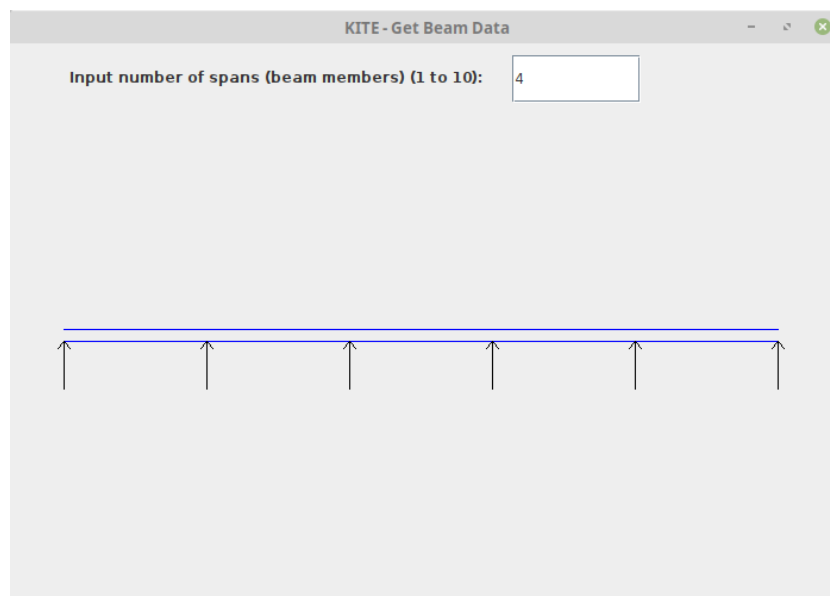 KITE - Get Beam Data
Input number of spans (beam members) (1 to 10):
4